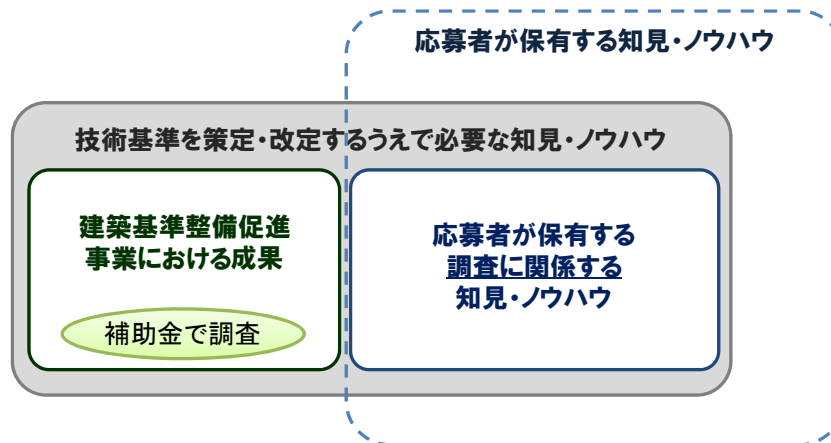 応募者が保有する知見・ノウハウ
技術基準を策定・改定するうえで必要な知見・ノウハウ
建築基準整備促進
事業における成果
補助金で調査
応募者が保有する
調査に関係する
知見・ノウハウ